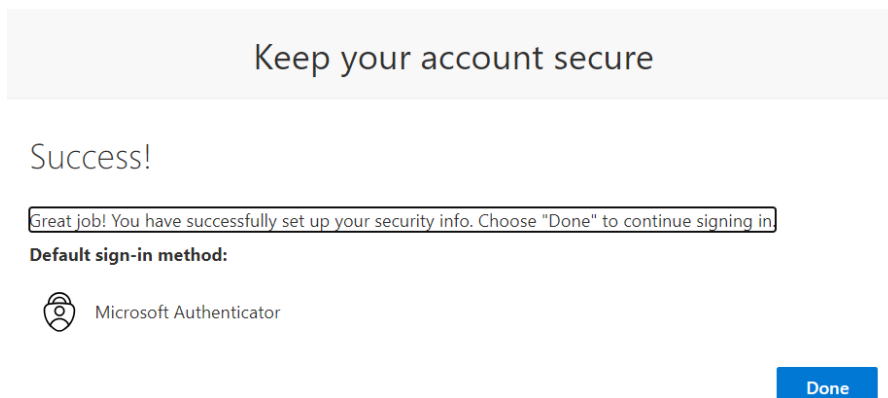 Keep your account secure
Success!
Great job! You have successfully set up your security info. Choose "Done" to continue signing in.
Default sign-in method:
Microsoft Authenticator
Done